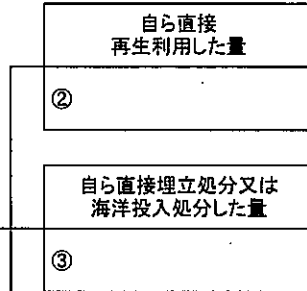 自ら直接
再生利用した量
②
自ら直接埋立処分又は
海洋投入処分した量
③